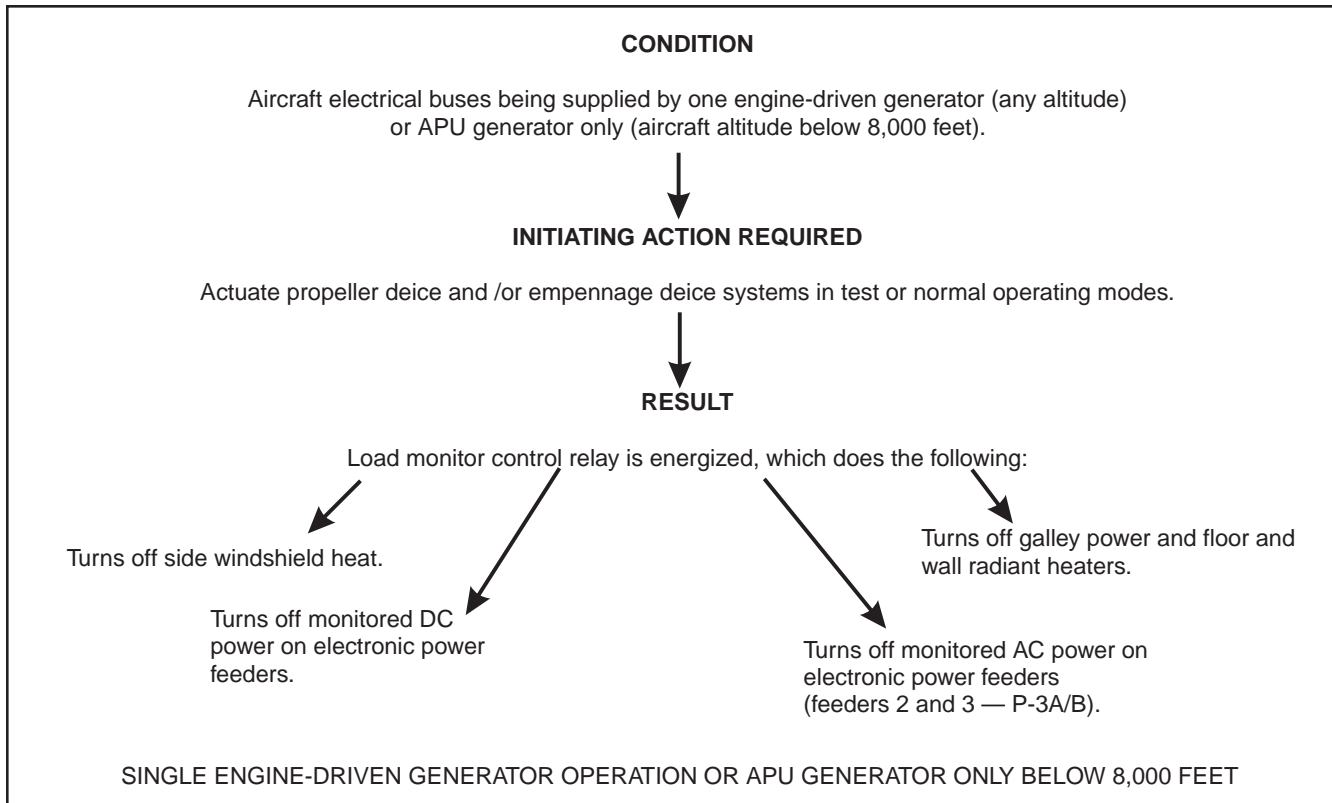 CONDITION
Aircraft electrical buses being supplied by one engine-driven generator (any altitude)
or APU generator only (aircraft altitude below 8,000 feet).
INITIATING ACTION REQUIRED
Actuate propeller deice and /or empennage deice systems in test or normal operating modes.
RESULT
Load monitor control relay is energized, which does the following:
Turns off side windshield heat.
Turns off monitored DC
power on electronic power
feeders.
Turns off monitored AC power on
electronic power feeders
(feeders 2 and 3 — P-3A/B).
Turns off galley power and floor and
wall radiant heaters.
SINGLE ENGINE-DRIVEN GENERATOR OPERATION OR APU GENERATOR ONLY BELOW 8,000 FEET